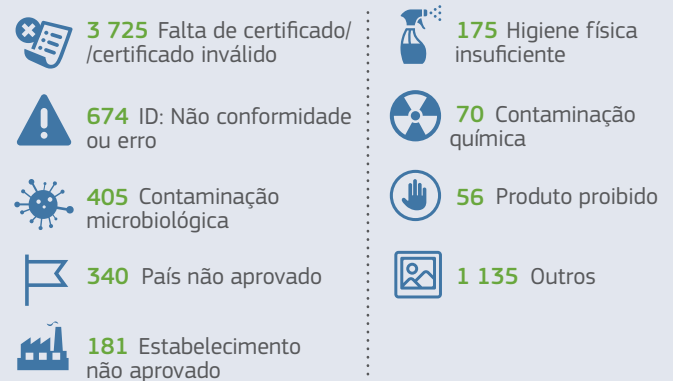 3 725 Falta de certificado/
/certificado inválido
674 ID: Não conformidade
ou erro
405 Contaminação
microbiológica
340 País não aprovado
181 Estabelecimento
não aprovado
175 Higiene física
insuficiente
70 Contaminação
química
56 Produto proibido
1 135 Outros